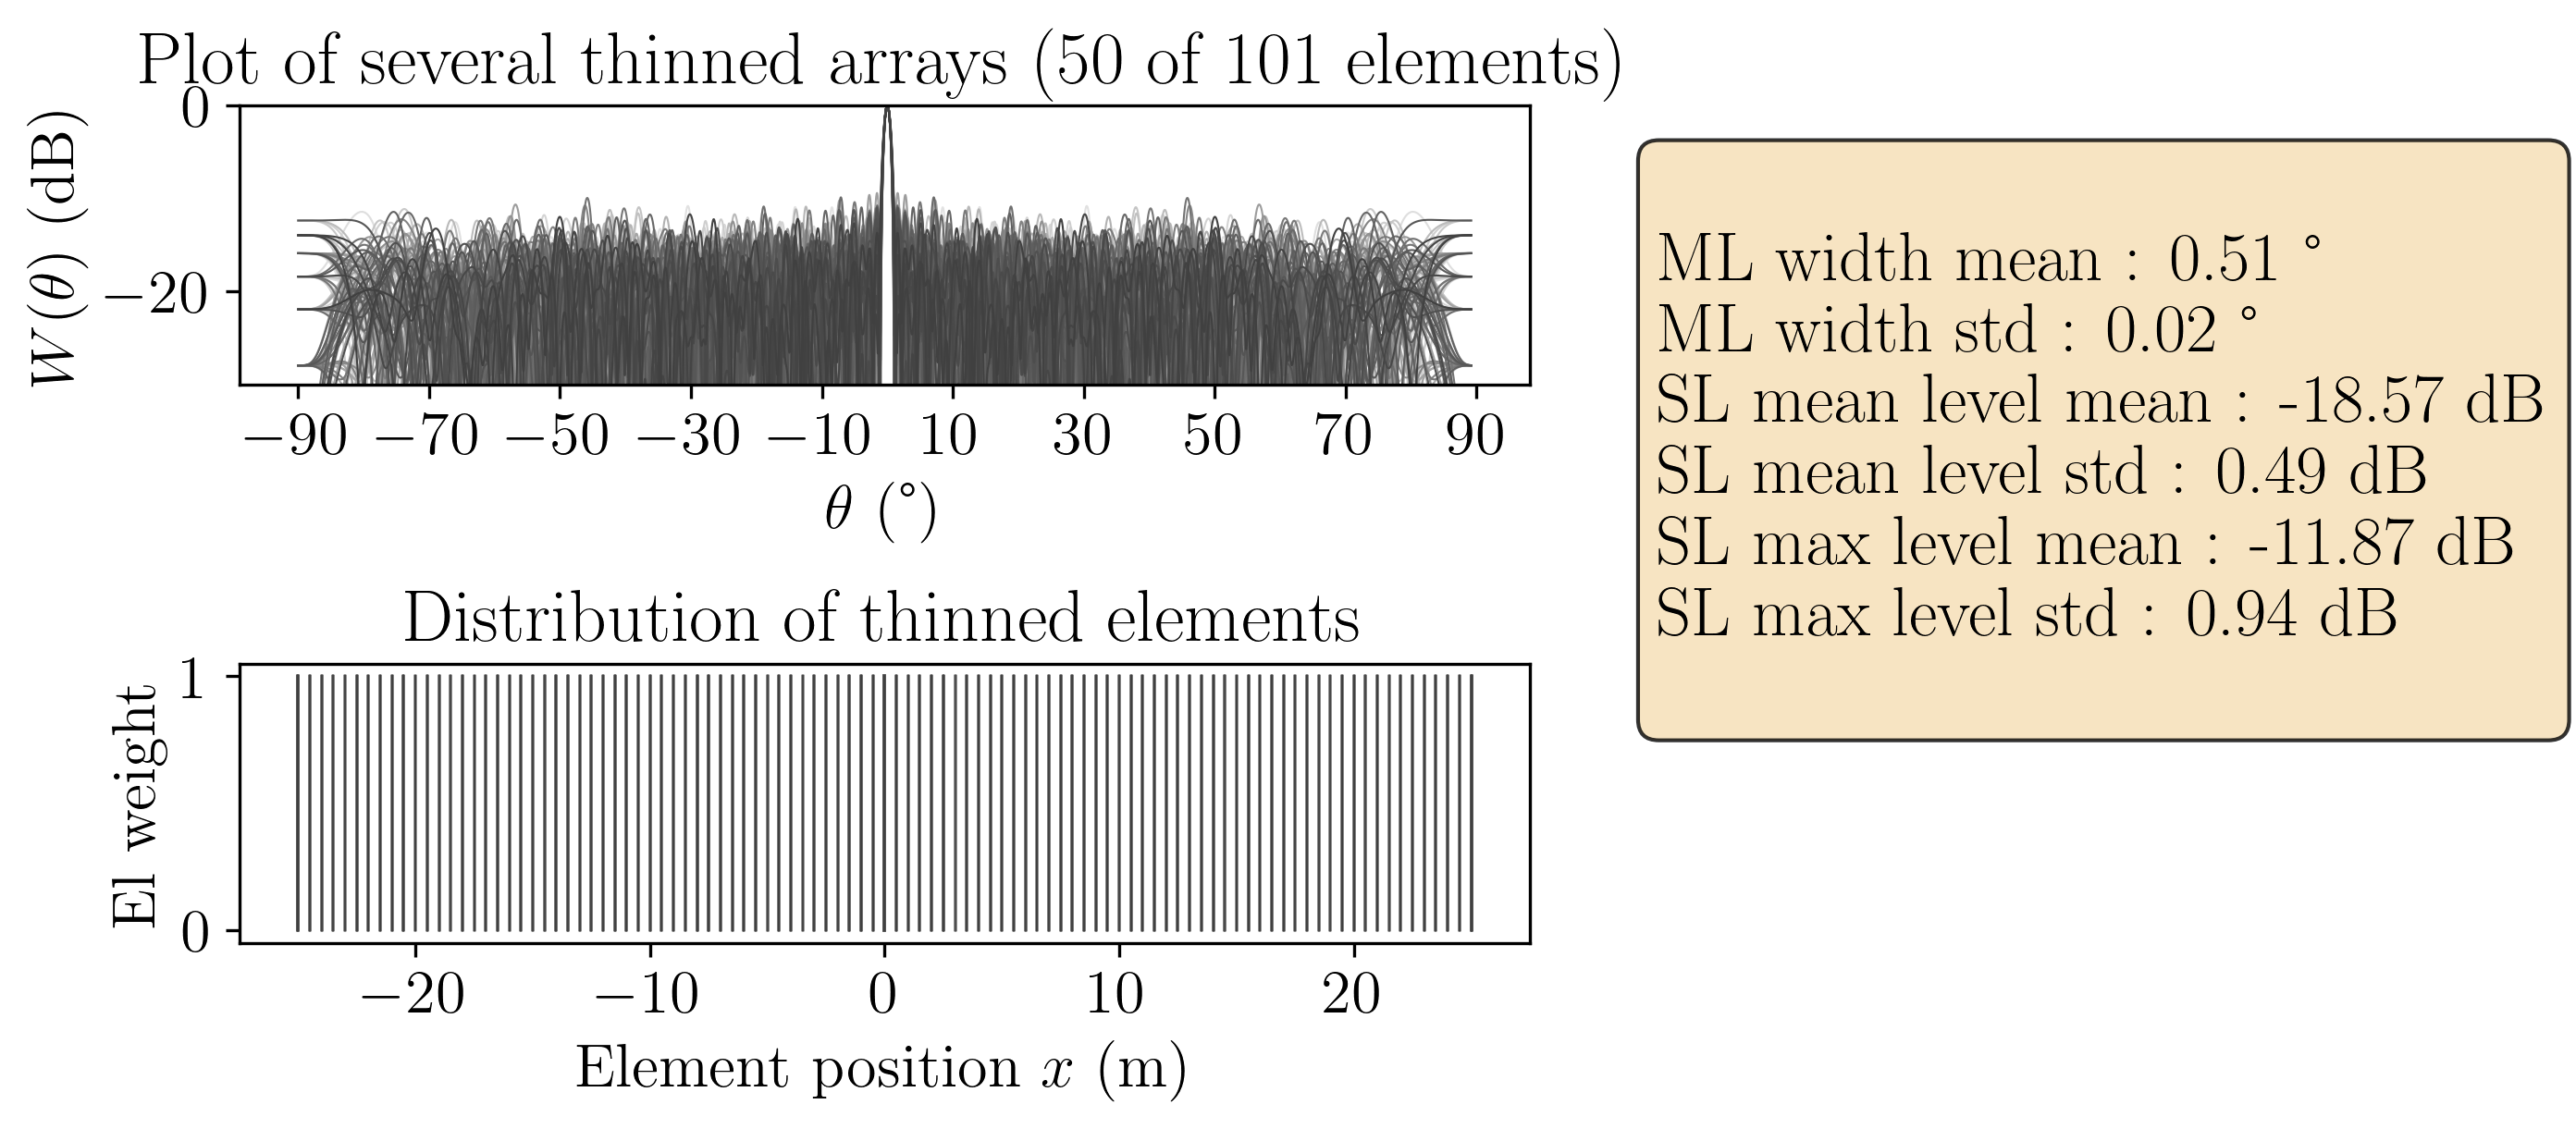 Plot of several thinned arrays (50 of 101 elements)
0
−20
W(θ) (dB)
−90 −70 −50 −30 −10 10 30 50 70 90
θ (°)
ML width mean : 0.51 °
ML width std : 0.02 °
SL mean level mean : -18.57 dB
SL mean level std : 0.49 dB
SL max level mean : -11.87 dB
SL max level std : 0.94 dB
Distribution of thinned elements
1
0
El weight
−20 −10 0 10 20
Element position x (m)